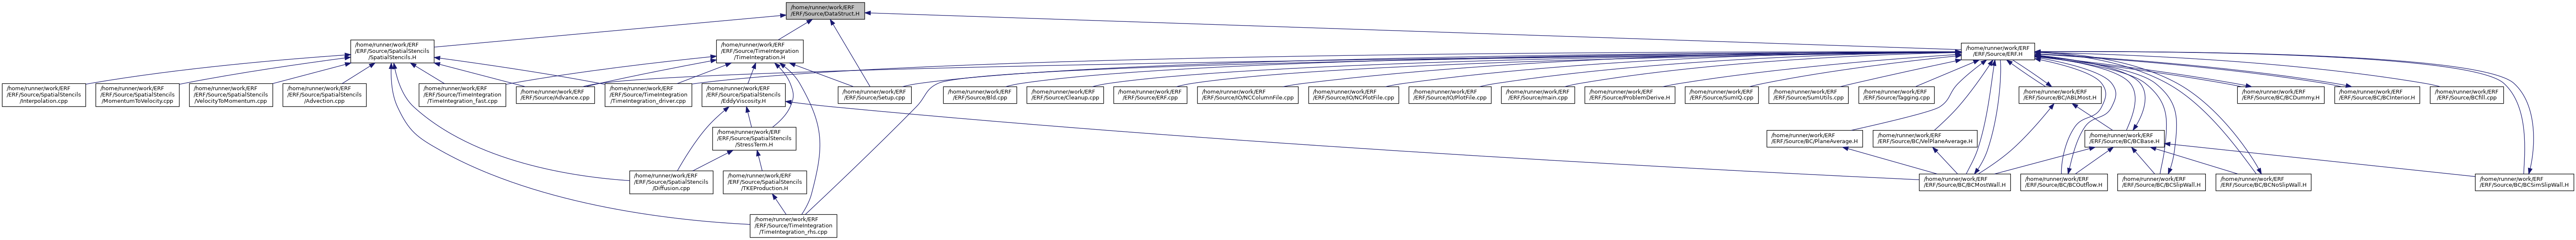 /home/runner/work/ERF
/ERF/Source/DataStruct.H
/home/runner/work/ERF
/ERF/Source/SpatialStencils
/SpatialStencils.H
/home/runner/work/ERF
/ERF/Source/TimeIntegration
/TimeIntegration.H
/home/runner/work/ERF
/ERF/Source/ERF.H
/home/runner/work/ERF
/ERF/Source/SpatialStencils
/Interpolation.cpp
/home/runner/work/ERF
/ERF/Source/SpatialStencils
/MomentumToVelocity.cpp
/home/runner/work/ERF
/ERF/Source/SpatialStencils
/VelocityToMomentum.cpp
/home/runner/work/ERF
/ERF/Source/SpatialStencils
/Advection.cpp
/home/runner/work/ERF
/ERF/Source/TimeIntegration
/TimeIntegration_fast.cpp
/home/runner/work/ERF
/ERF/Source/Advance.cpp
/home/runner/work/ERF
/ERF/Source/TimeIntegration
/TimeIntegration_driver.cpp
/home/runner/work/ERF
/ERF/Source/SpatialStencils
/EddyViscosity.H
/home/runner/work/ERF
/ERF/Source/Setup.cpp
/home/runner/work/ERF
/ERF/Source/Bld.cpp
/home/runner/work/ERF
/ERF/Source/Cleanup.cpp
/home/runner/work/ERF
/ERF/Source/ERF.cpp
/home/runner/work/ERF
/ERF/Source/IO/NCColumnFile.cpp
/home/runner/work/ERF
/ERF/Source/IO/NCPlotFile.cpp
/home/runner/work/ERF
/ERF/Source/IO/PlotFile.cpp
/home/runner/work/ERF
/ERF/Source/main.cpp
/home/runner/work/ERF
/ERF/Source/ProblemDerive.H
/home/runner/work/ERF
/ERF/Source/SumIQ.cpp
/home/runner/work/ERF
/ERF/Source/SumUtils.cpp
/home/runner/work/ERF
/ERF/Source/Tagging.cpp
/home/runner/work/ERF
/ERF/Source/BC/ABLMost.H
/home/runner/work/ERF
/ERF/Source/BC/BCDummy.H
/home/runner/work/ERF
/ERF/Source/BC/BCInterior.H
/home/runner/work/ERF
/ERF/Source/BCfill.cpp
/home/runner/work/ERF
/ERF/Source/SpatialStencils
/StressTerm.H
/home/runner/work/ERF
/ERF/Source/BC/PlaneAverage.H
/home/runner/work/ERF
/ERF/Source/BC/VelPlaneAverage.H
/home/runner/work/ERF
/ERF/Source/BC/BCBase.H
/home/runner/work/ERF
/ERF/Source/SpatialStencils
/Diffusion.cpp
/home/runner/work/ERF
/ERF/Source/SpatialStencils
/TKEProduction.H
/home/runner/work/ERF
/ERF/Source/BC/BCMostWall.H
/home/runner/work/ERF
/ERF/Source/BC/BCOutflow.H
/home/runner/work/ERF
/ERF/Source/BC/BCSlipWall.H
/home/runner/work/ERF
/ERF/Source/BC/BCNoSlipWall.H
/home/runner/work/ERF
/ERF/Source/BC/BCSimSlipWall.H
/home/runner/work/ERF
/ERF/Source/TimeIntegration
/TimeIntegration_rhs.cpp